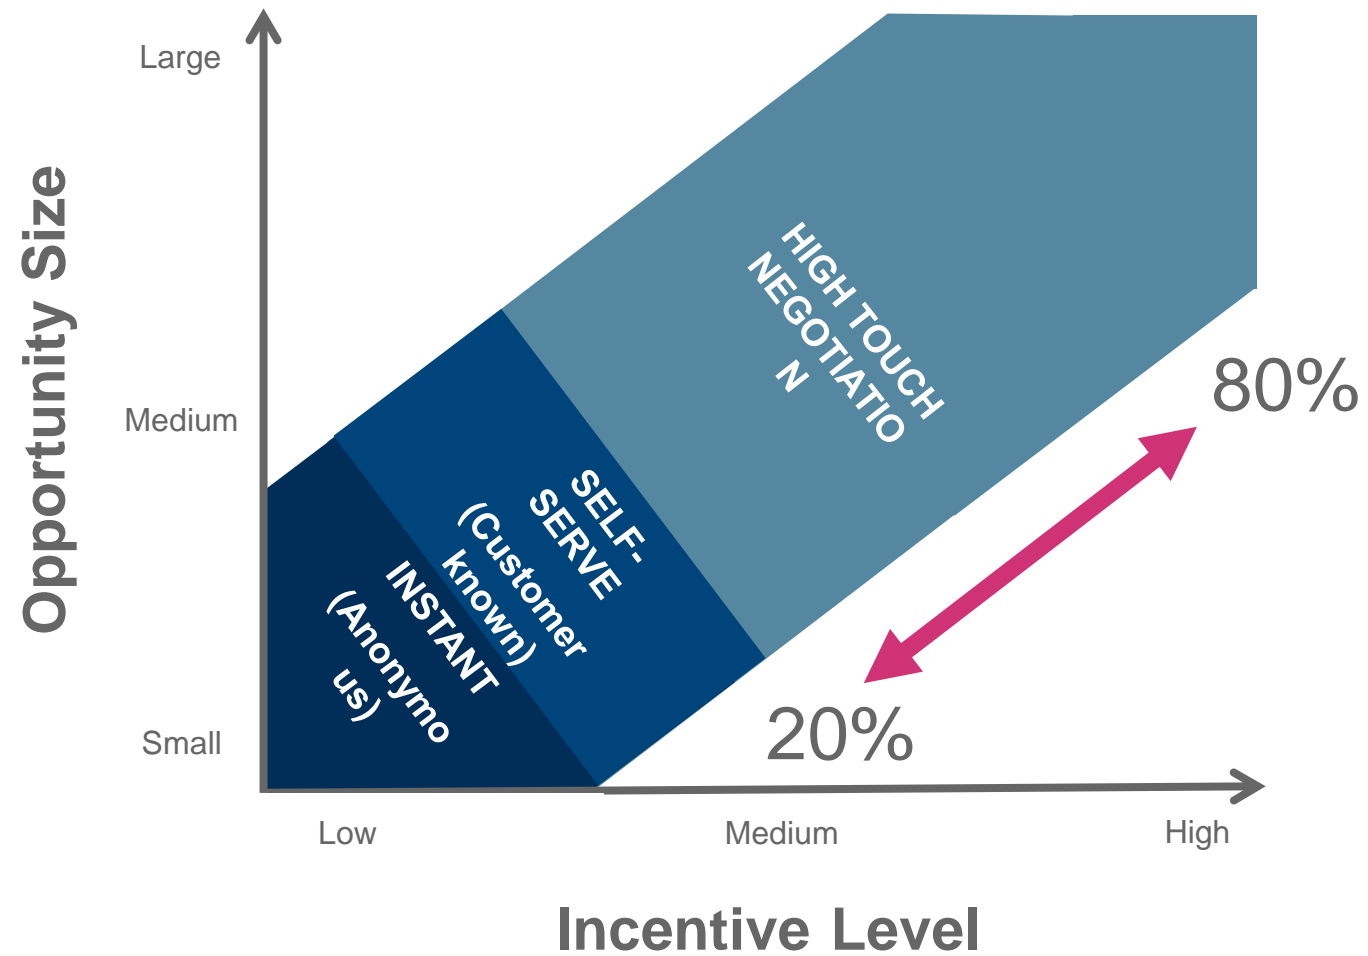 Large
Medium
Small
Opportunity Size
HIGH TOUCH
NEGOTIATIO
N
SELF-
SERVE
(Customer
known)
INSTANT
(Anonymo
us)
80%
20%
Low
Medium
High
Incentive Level